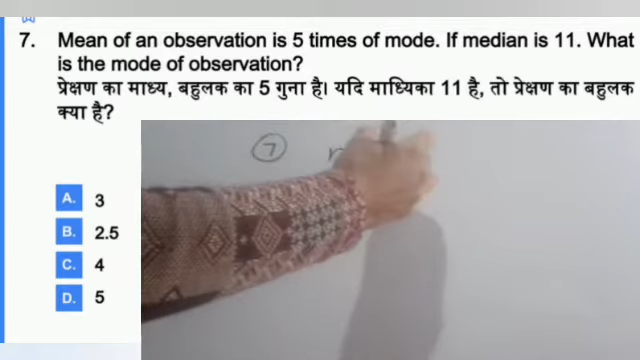 7. Mean of an observation is 5 times of mode. If median is 11. What
is the mode of observation?
प्रेक्षण का माध्य, बहुलक का 5 गुना है। यदि माध्यिका 11 है, तो प्रेक्षण का बहुलक
क्या है?
7
A. 3
B. 2.5
C. 4
D. 5